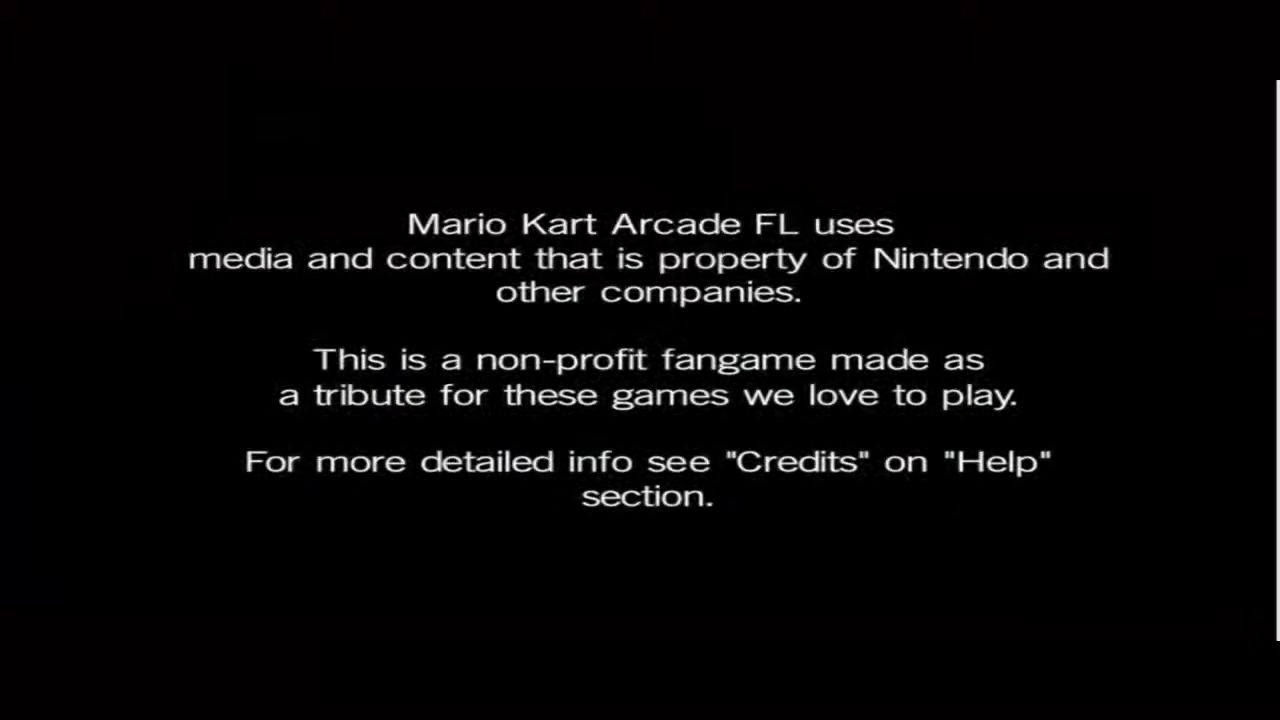 Mario Kart Arcade FL uses
media and content that is property of Nintendo and
other companies.
This is a non-profit fangame made as
a tribute for these games we love to play.
For more detailed info see "Credits" on "Help"
section.